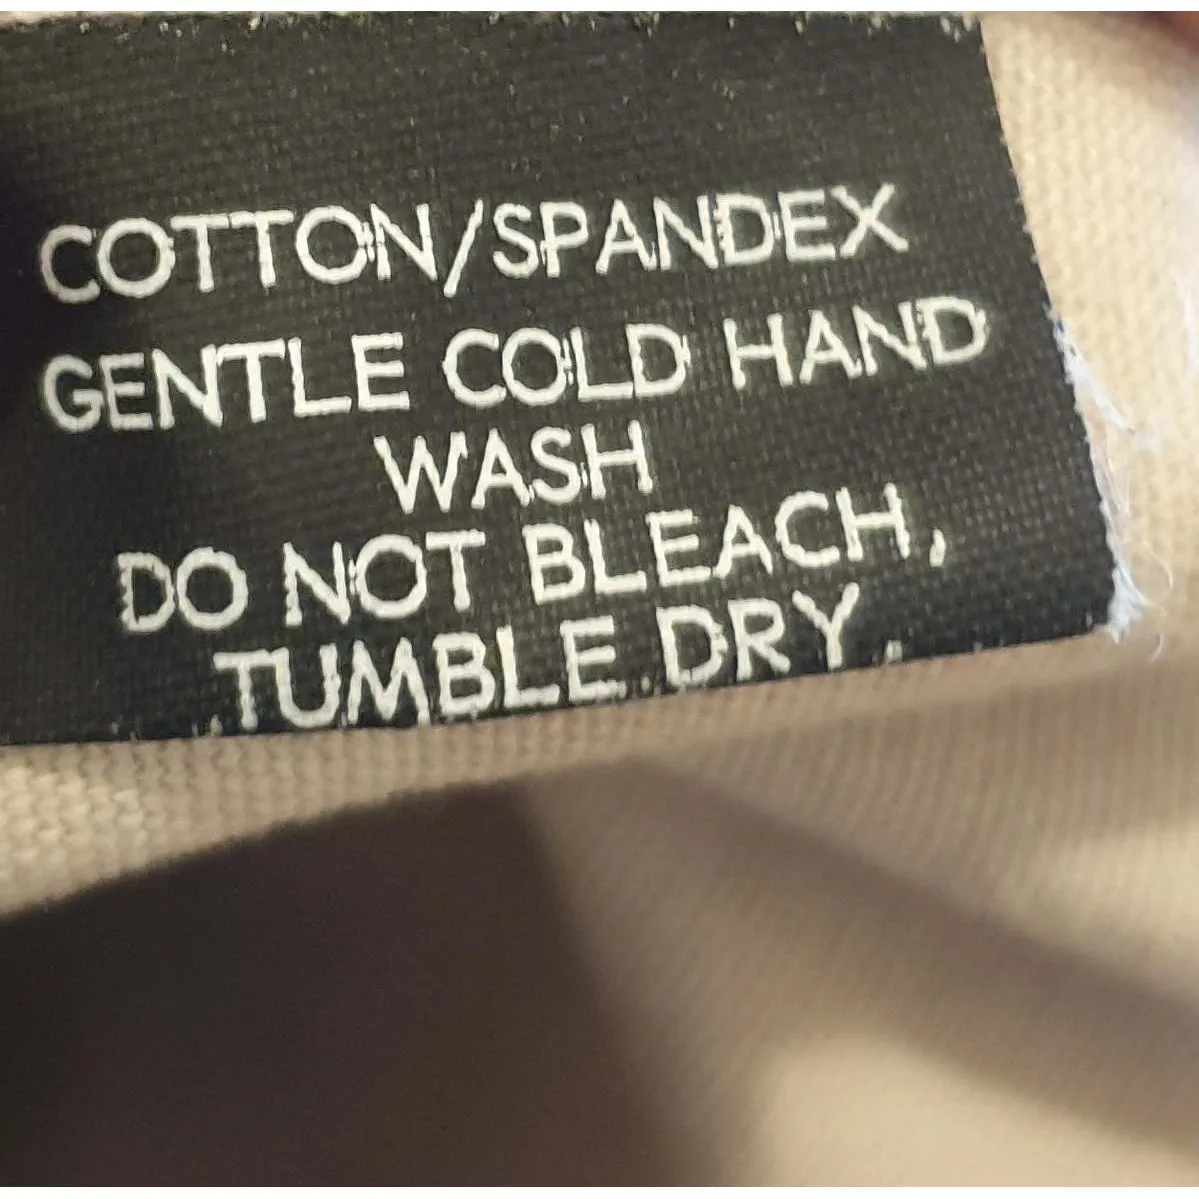 COTTON/SPANDEX
GENTLE COLD HAND
WASH
DO NOT BLEACH,
TUMBLE DRY,